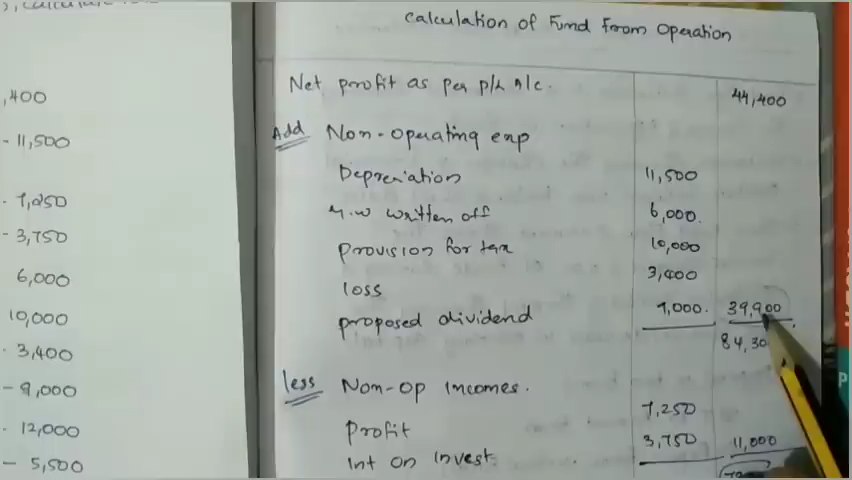 ,400
- 11,500
. 7,250
- 3,750
6,000
10,000
. 3,400
- 9,000
. 12,000
- 5,500
Calculation of Fund From Operation
Net profit as per p/L A/c. 44,400
Add Non-Operating exp
Depreciation 11,500
G.W written off 6,000.
Provision for tax 10,000
loss 3,400
proposed dividend 9,000. 39,900
84,30
less Non-Op Incomes.
Profit 7,250
Int on Invest 3,750 11,000